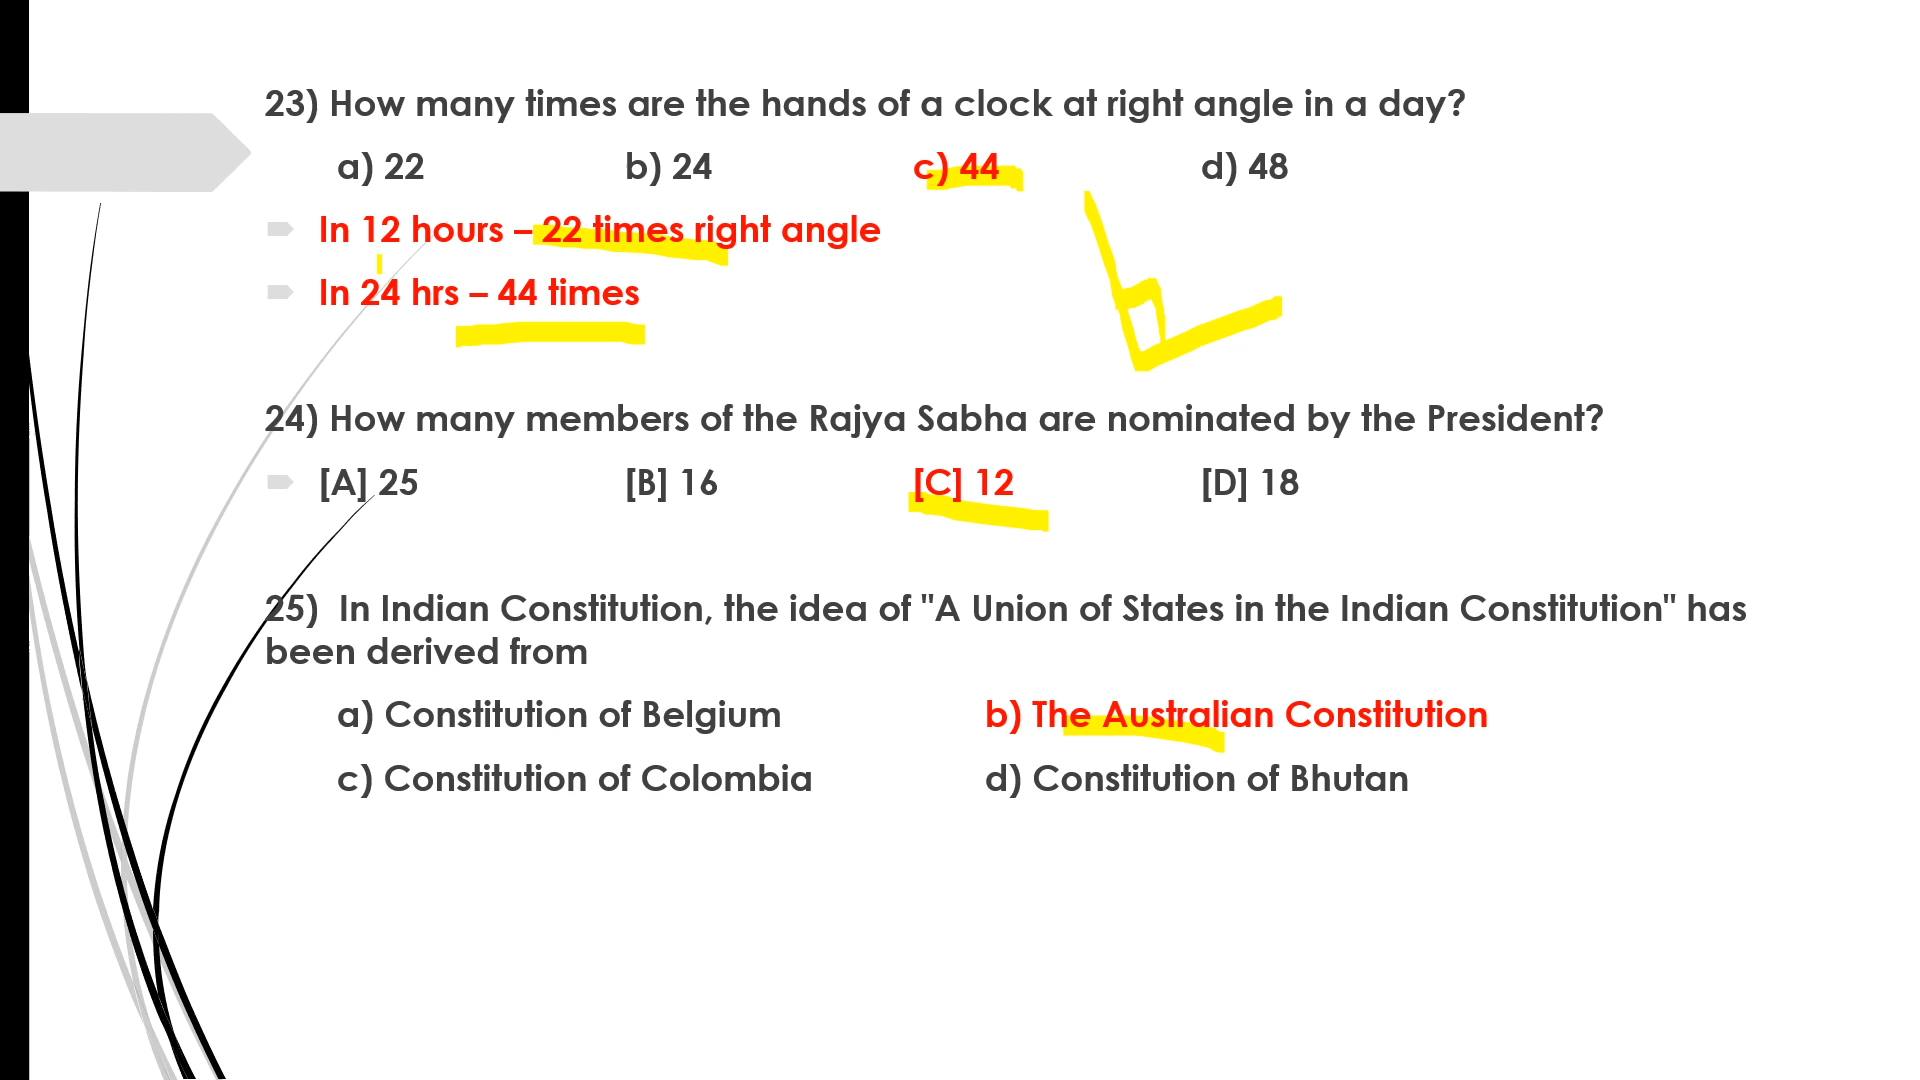 23) How many times are the hands of a clock at right angle in a day?
a) 22 b) 24 c) 44 d) 48
In 12 hours – 22 times right angle
In 24 hrs – 44 times
24) How many members of the Rajya Sabha are nominated by the President?
[A] 25 [B] 16 [C] 12 [D] 18
25) In Indian Constitution, the idea of "A Union of States in the Indian Constitution" has
been derived from
a) Constitution of Belgium b) The Australian Constitution
c) Constitution of Colombia d) Constitution of Bhutan